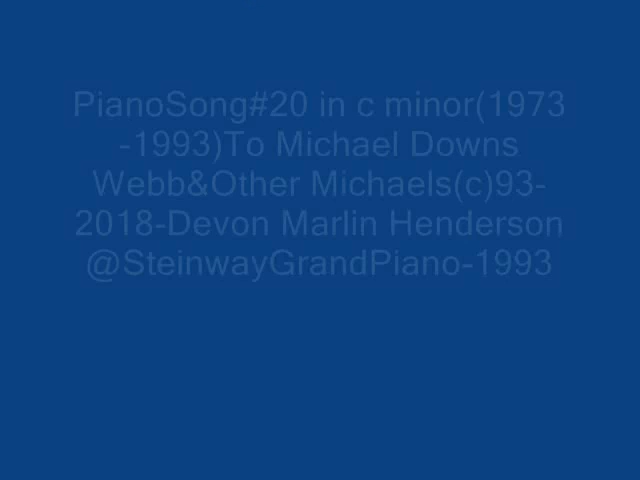 PianoSong#20 in c minor(1973
-1993)To Michael Downs
Webb&Other Michaels(c)93-
2018-Devon Marlin Henderson
@SteinwayGrandPiano-1993